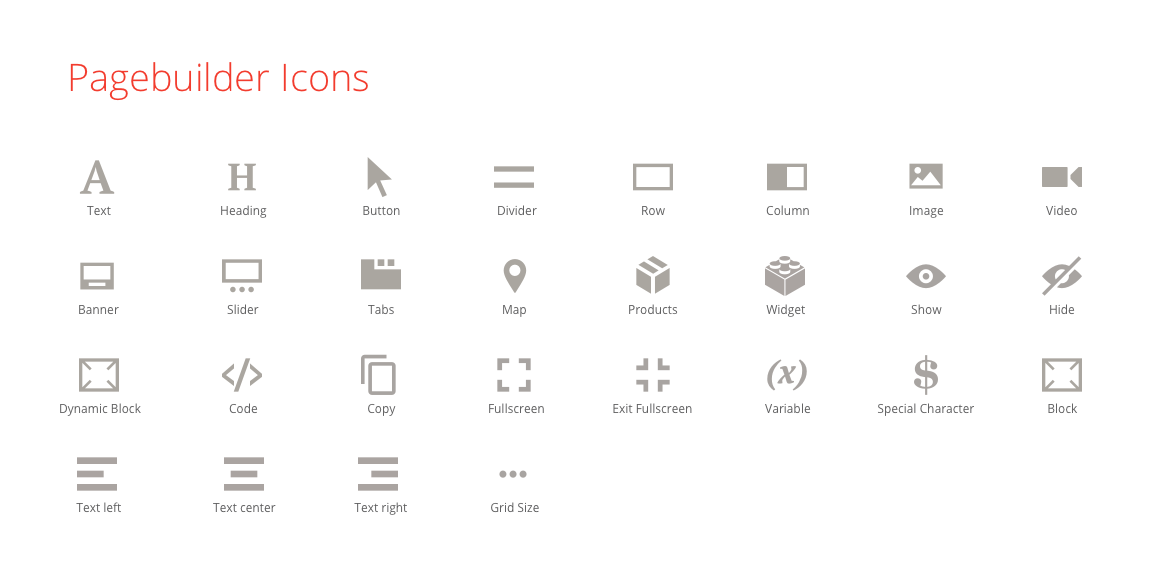 Pagebuilder Icons
Text Heading Button Divider Row Column Image Video
Banner Slider Tabs Map Products Widget Show Hide
Dynamic Block Code Copy Fullscreen Exit Fullscreen Variable Special Character Block
Text left Text center Text right Grid Size